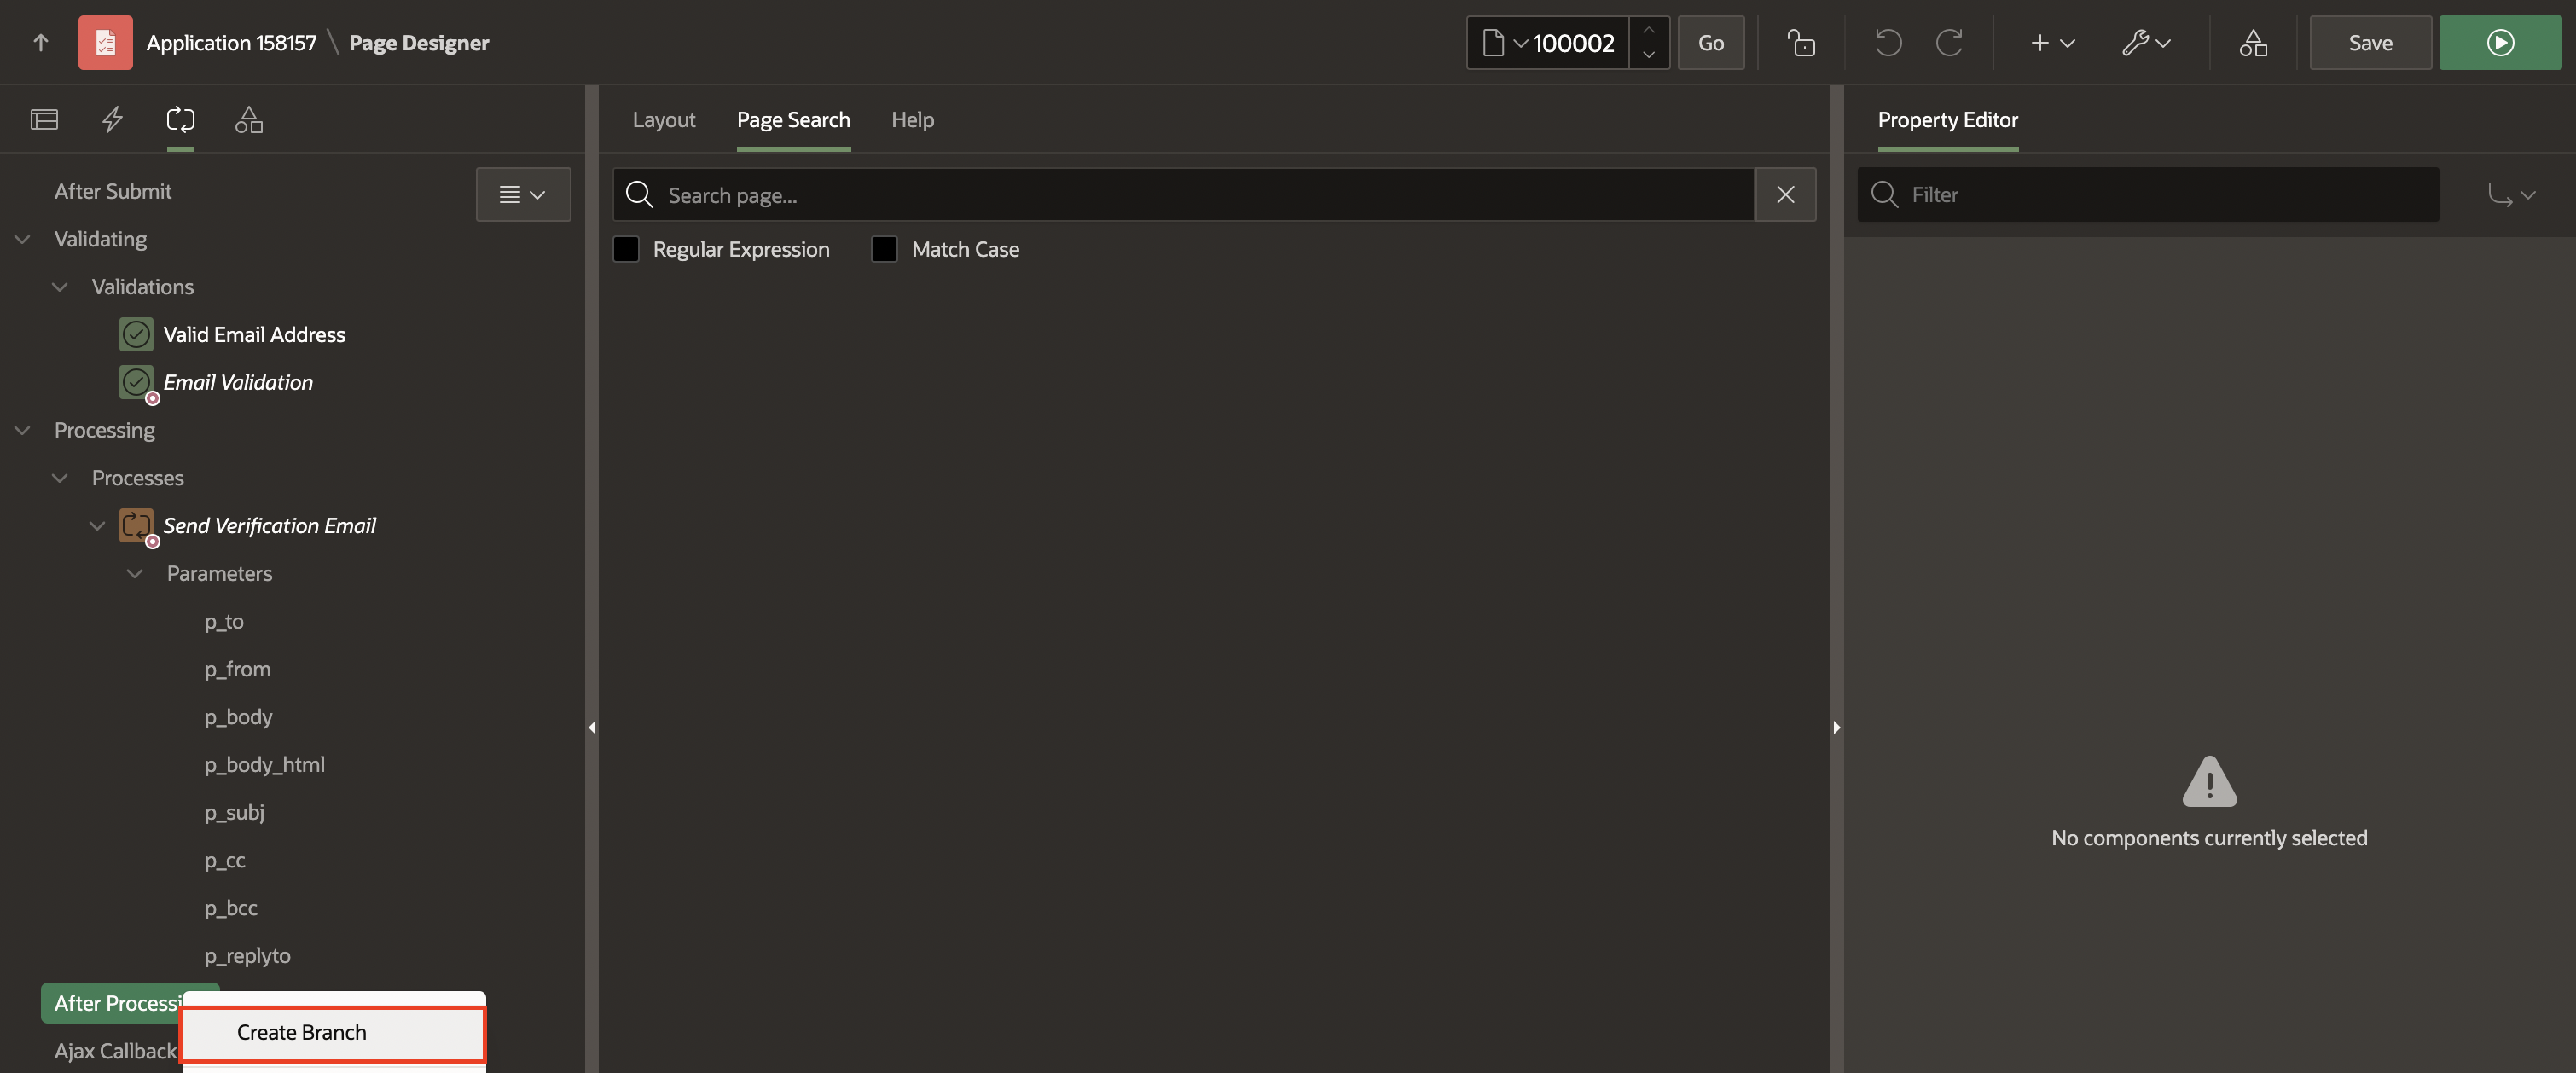 Application 158157 \ Page Designer
100002
Go
Save
Layout
Page Search
Help
Property Editor
After Submit
Search page...
Filter
Validating
Regular Expression
Match Case
Validations
Valid Email Address
Email Validation
Processing
Processes
Send Verification Email
Parameters
p_to
p_from
p_body
p_body_html
p_subj
p_cc
p_bcc
p_replyto
No components currently selected
After Processi
Create Branch
Ajax Callback